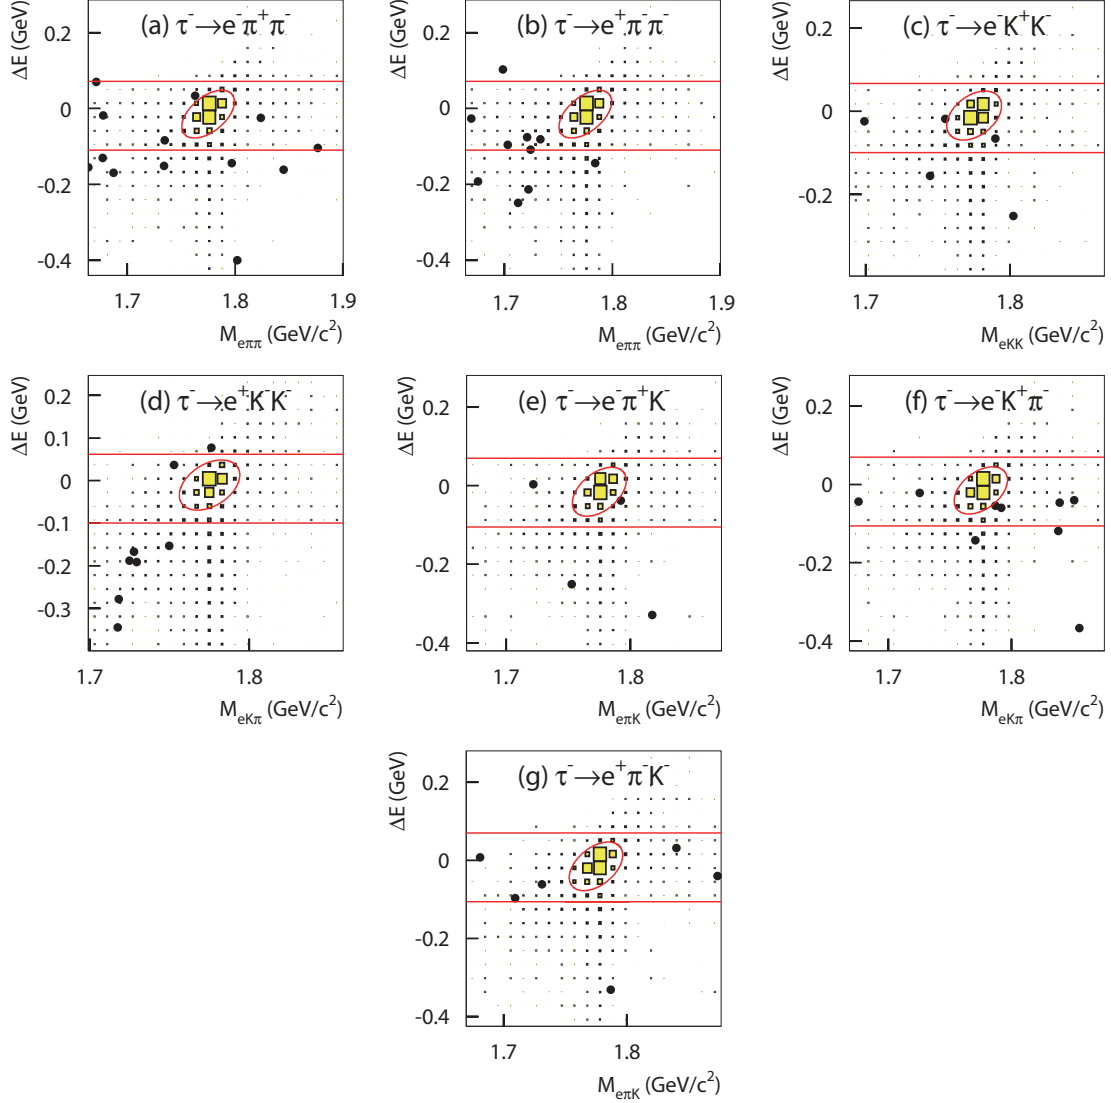 (a) τ⁻→e⁻π⁺π⁻
ΔE (GeV)
0.2
0
-0.2
-0.4
1.7
1.8
1.9
M_eππ (GeV/c²)
(b) τ⁻→e⁺π⁻π⁻
ΔE (GeV)
0.2
0
-0.2
-0.4
1.7
1.8
1.9
M_eππ (GeV/c²)
(c) τ⁻→e⁻K⁺K⁻
ΔE (GeV)
0.2
0
-0.2
1.7
1.8
M_eKK (GeV/c²)
(d) τ⁻→e⁺K⁻K⁻
ΔE (GeV)
0.2
0.1
0
-0.1
-0.2
-0.3
1.7
1.8
M_eKπ (GeV/c²)
(e) τ⁻→e⁻π⁺K⁻
ΔE (GeV)
0.2
0
-0.2
-0.4
1.7
1.8
M_eπK (GeV/c²)
(f) τ⁻→e⁻K⁺π⁻
ΔE (GeV)
0.2
0
-0.2
-0.4
1.7
1.8
M_eKπ (GeV/c²)
(g) τ⁻→e⁺π⁻K⁻
ΔE (GeV)
0.2
0
-0.2
-0.4
1.7
1.8
M_eπK (GeV/c²)